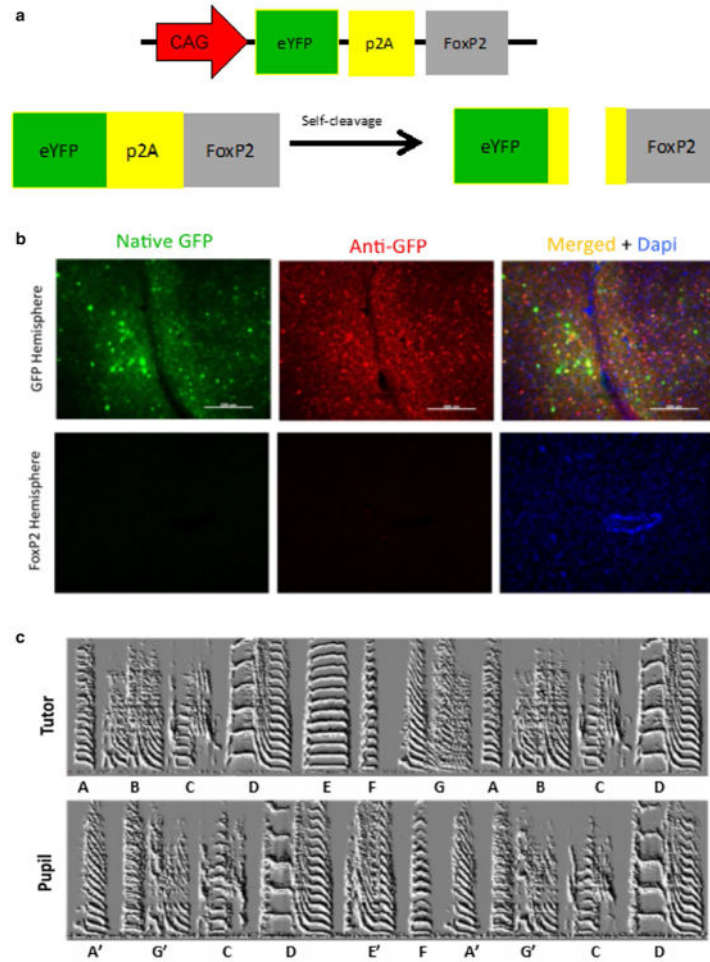 a
CAG eYFP p2A FoxP2
Self-cleavage
eYFP p2A FoxP2 eYFP FoxP2
b
Native GFP Anti-GFP Merged + Dapi
GFP Hemisphere
FoxP2 Hemisphere
c
Tutor
A B C D E F G A B C D
Pupil
A′ G′ C D E′ F A′ G′ C D